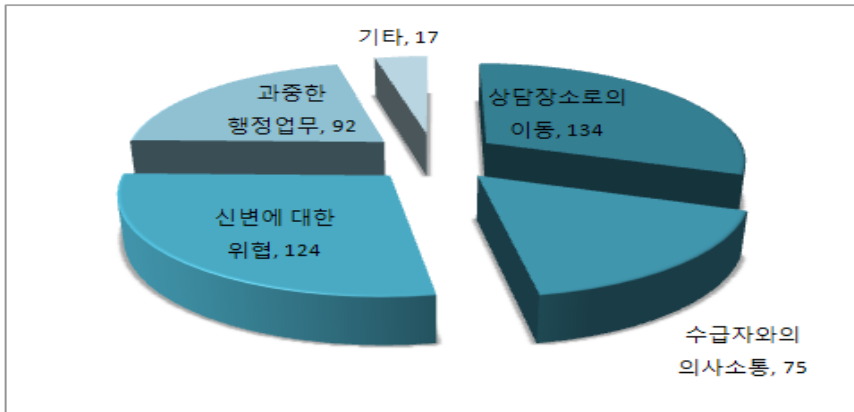 기타, 17
과중한
행정업무, 92
상담장소로의
이동, 134
신변에 대한
위협, 124
수급자와의
의사소통, 75